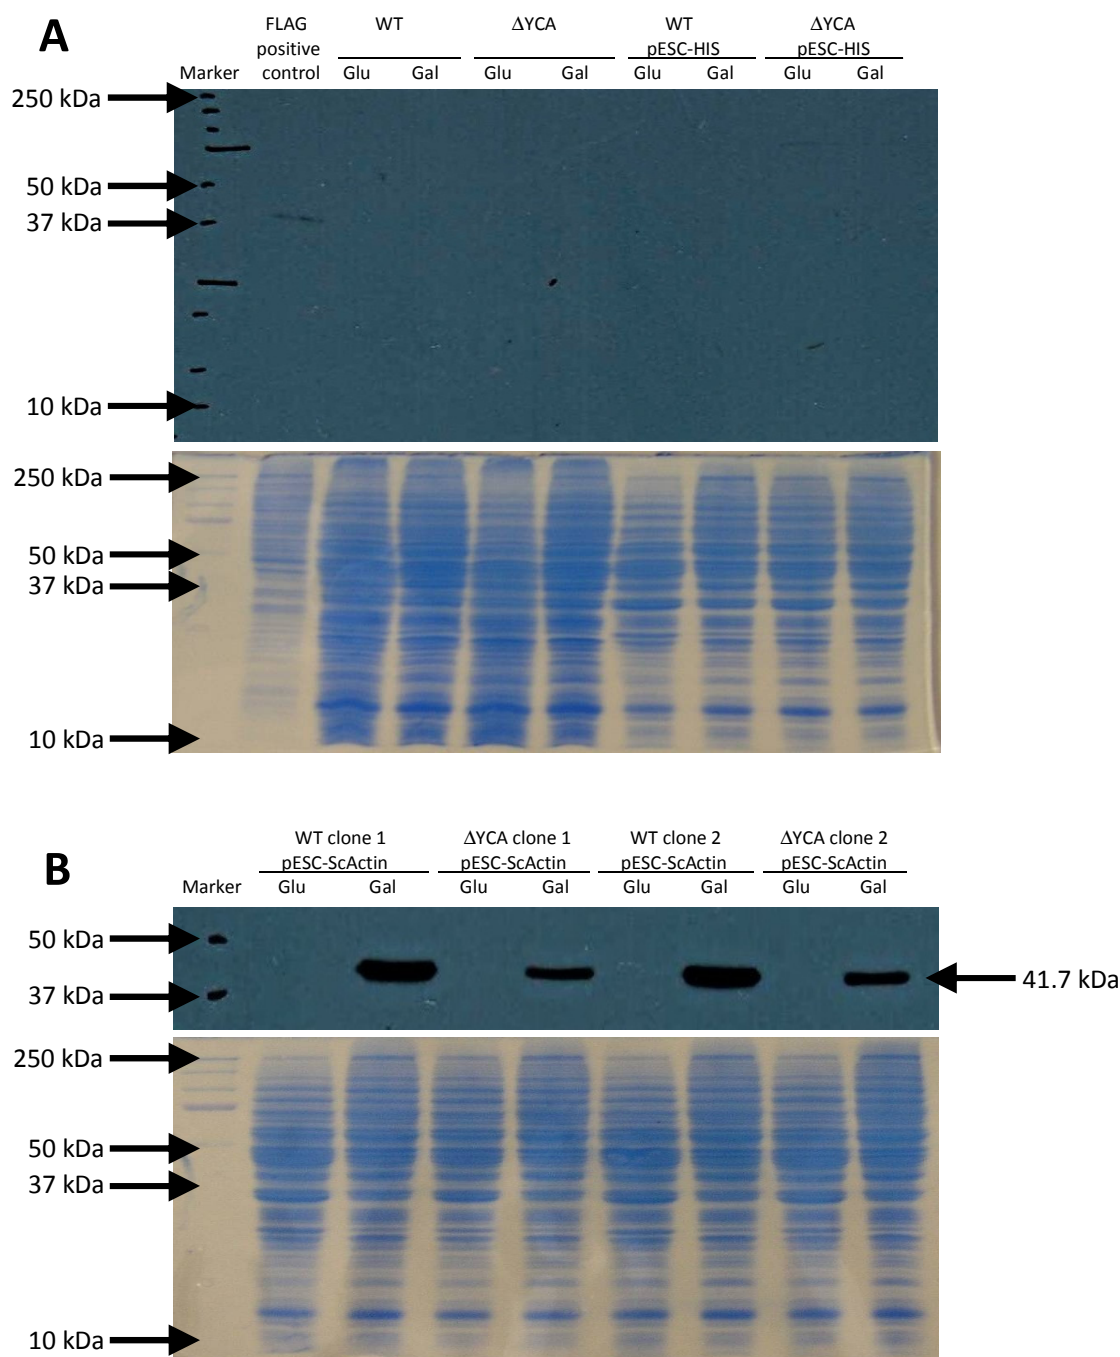 A
FLAG
positive
control
WT
ΔYCA
WT
pESC-HIS
ΔYCA
pESC-HIS
Marker
Glu
Gal
Glu
Gal
Glu
Gal
Glu
Gal
250 kDa
50 kDa
37 kDa
10 kDa
250 kDa
50 kDa
37 kDa
10 kDa
B
WT clone 1
pESC-ScActin
ΔYCA clone 1
pESC-ScActin
WT clone 2
pESC-ScActin
ΔYCA clone 2
pESC-ScActin
Marker
Glu
Gal
Glu
Gal
Glu
Gal
Glu
Gal
50 kDa
37 kDa
41.7 kDa
250 kDa
50 kDa
37 kDa
10 kDa